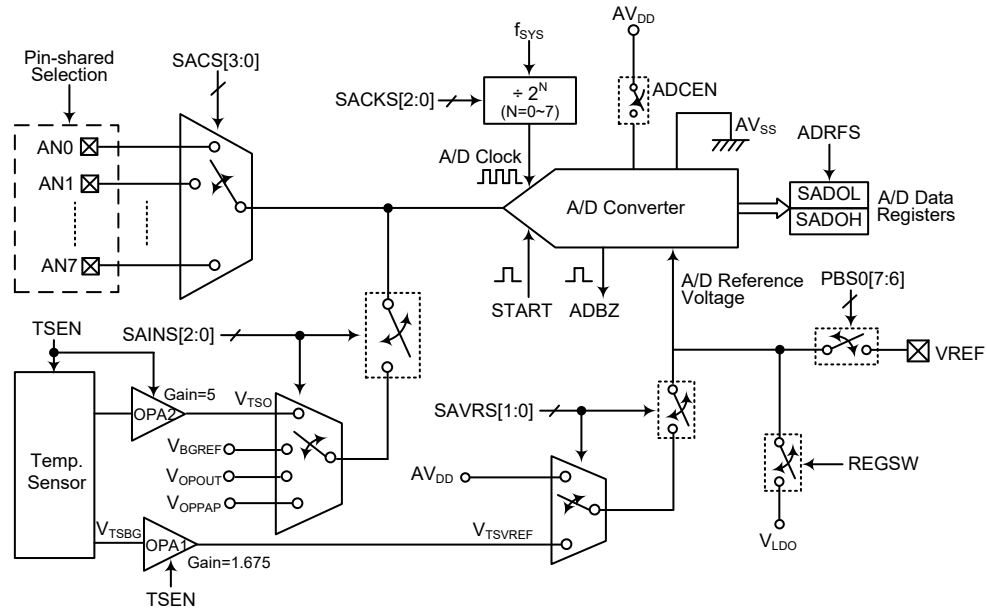 Pin-shared
Selection
SACS[3:0]
AN0
AN1
AN7
fSYS
SACKS[2:0]
÷ 2^N
(N=0~7)
A/D Clock
AVDD
ADCEN
AVSS
A/D Converter
ADRFS
SADOL
SADOH
A/D Data
Registers
START
ADBZ
A/D Reference
Voltage
PBS0[7:6]
VREF
SAINS[2:0]
TSEN
Temp.
Sensor
OPA2
Gain=5
VTSO
VBGREF
VOPOUT
VOPPAP
SAVRS[1:0]
AVDD
VTSVREF
REGSW
VLDO
VTSBG
OPA1
Gain=1.675
TSEN